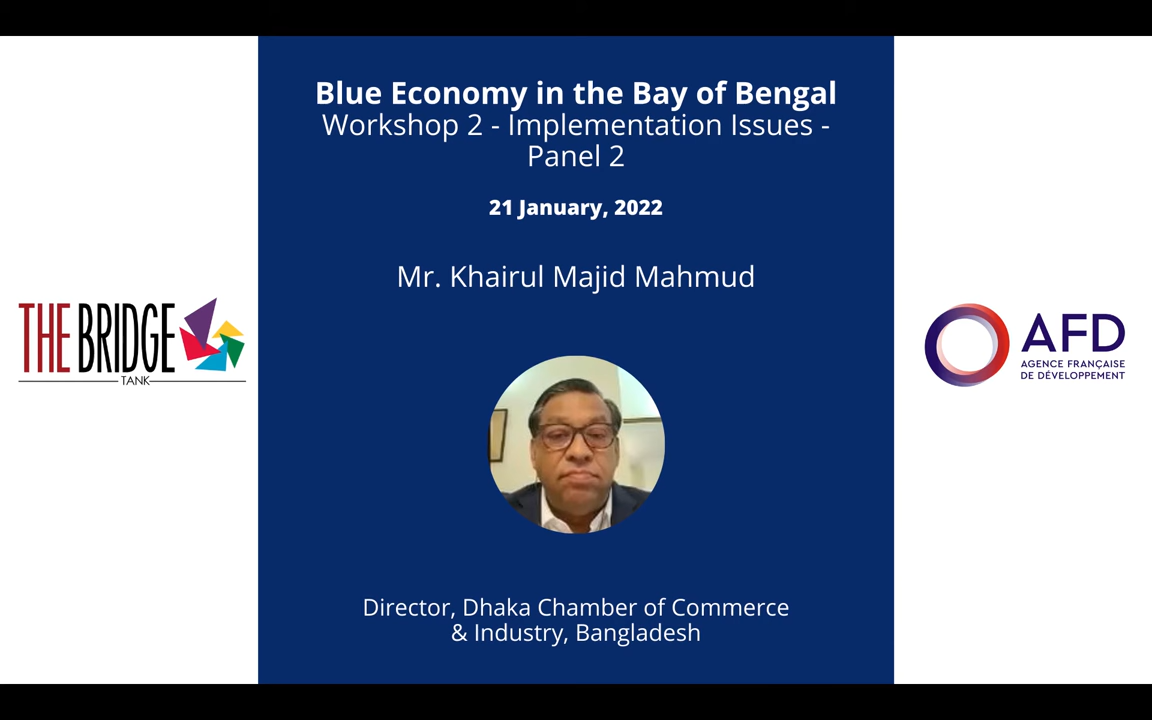 Blue Economy in the Bay of Bengal
Workshop 2 - Implementation Issues -
Panel 2
21 January, 2022
Mr. Khairul Majid Mahmud
THE BRIDGE
TANK
AFD
AGENCE FRANÇAISE
DE DÉVELOPPEMENT
Director, Dhaka Chamber of Commerce
& Industry, Bangladesh